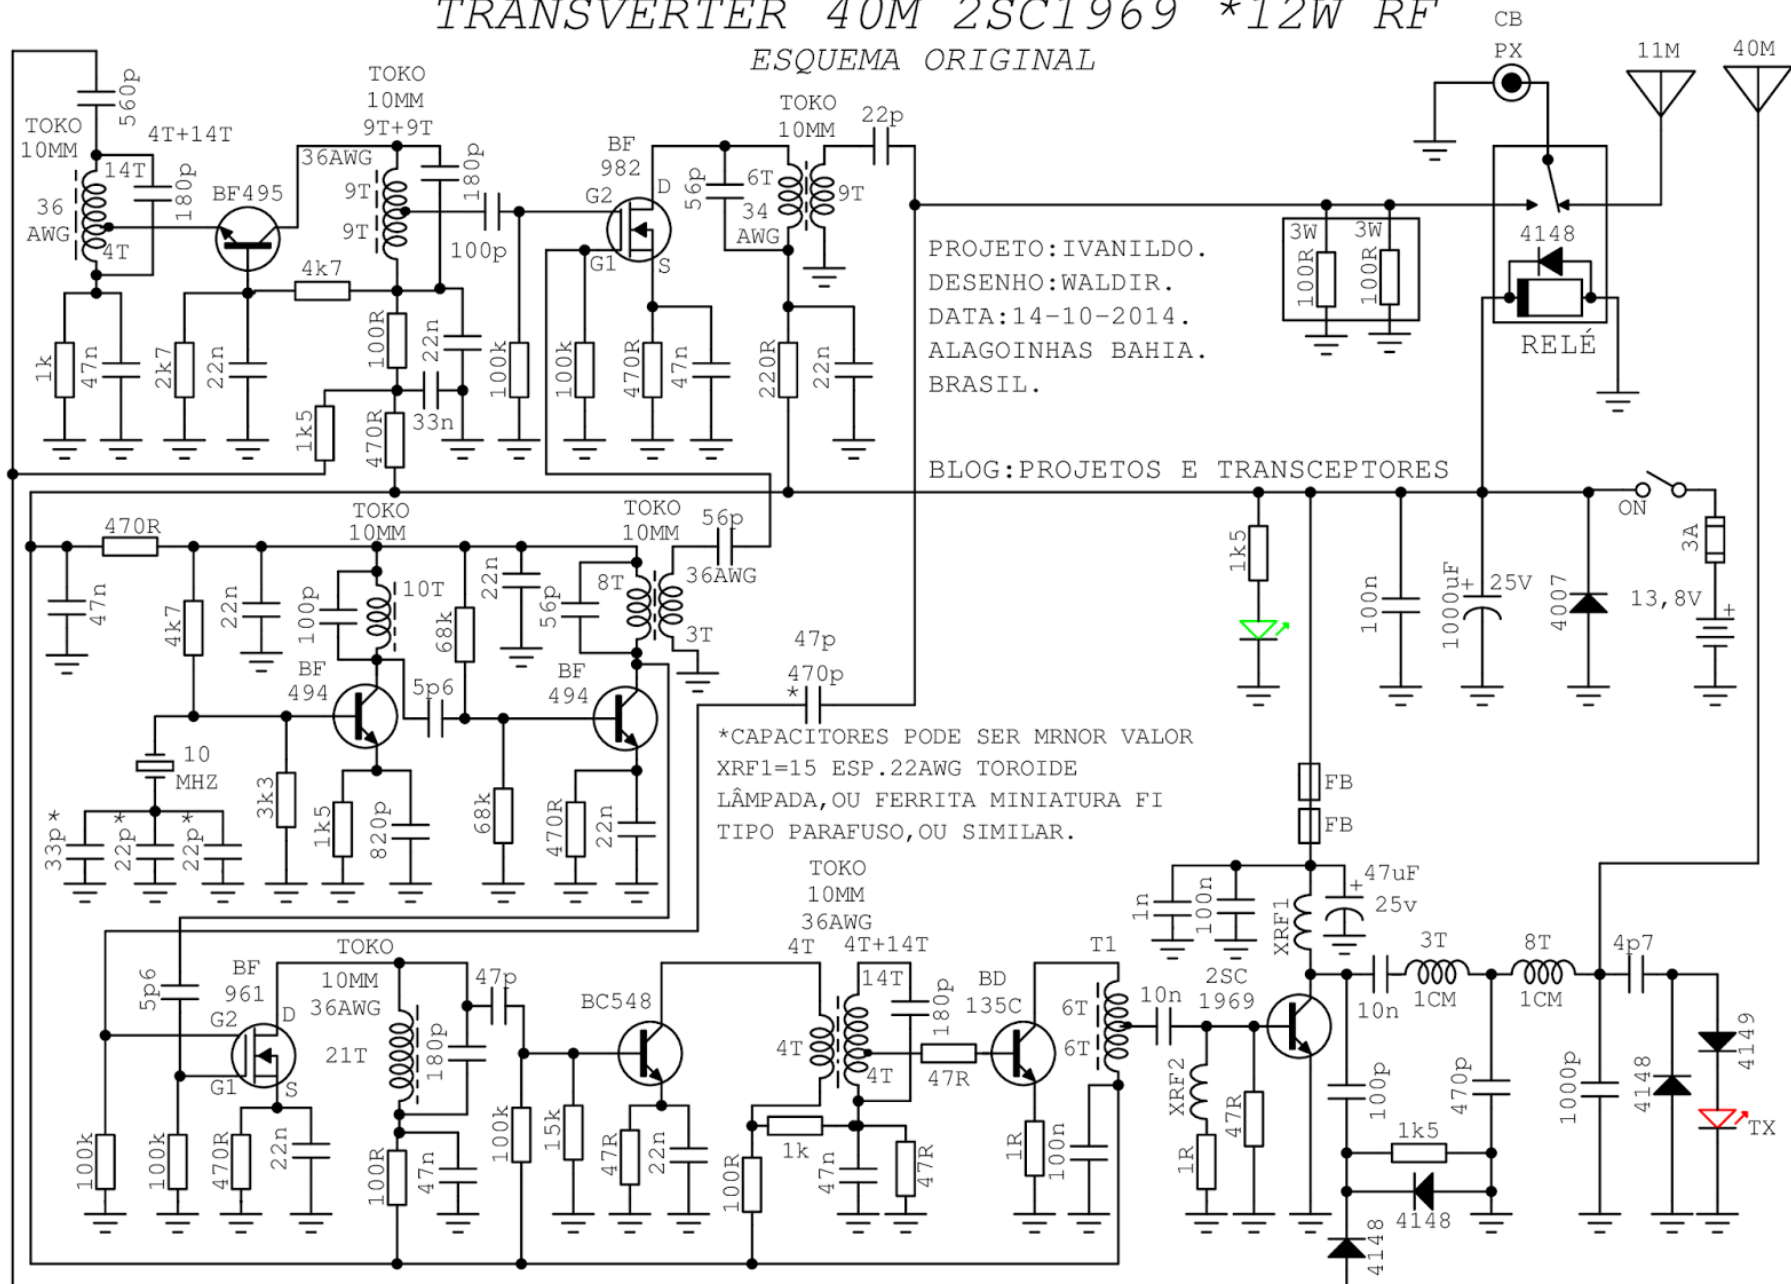 TRANSVERTER 40M 2SC1969 *12W RF
ESQUEMA ORIGINAL
CB
PX
11M
40M
560p
TOKO
10MM
4T+14T
14T
180p
36
AWG
4T
BF495
TOKO
10MM
9T+9T
36AWG
9T
9T
180p
100p
BF
982
G2
D
G1
S
TOKO
10MM
22p
56p
6T
34
AWG
9T
4k7
1k
47n
2k7
22n
100R
22n
33n
1k5
470R
100k
100k
470R
47n
220R
22n
PROJETO:IVANILDO.
DESENHO:WALDIR.
DATA:14-10-2014.
ALAGOINHAS BAHIA.
BRASIL.
BLOG:PROJETOS E TRANSCEPTORES
3W
100R
3W
100R
4148
RELÉ
ON
3A
13,8V
+
1k5
100n
1000uF
+
25V
4007
470R
47n
4k7
22n
TOKO
10MM
100p
10T
68k
22n
56p
8T
TOKO
10MM
56p
36AWG
3T
BF
494
5p6
BF
494
10
MHZ
33p*
22p*
22p*
3k3
1k5
820p
68k
470R
22n
47p
470p
*
*CAPACITORES PODE SER MRNOR VALOR
XRF1=15 ESP.22AWG TOROIDE
LÂMPADA,OU FERRITA MINIATURA FI
TIPO PARAFUSO,OU SIMILAR.
FB
FB
1n
100n
XRF1
+
47uF
25v
5p6
BF
961
G2
D
G1
S
TOKO
10MM
36AWG
21T
180p
47p
100k
100k
470R
22n
100R
47n
100k
15k
BC548
47R
22n
TOKO
10MM
36AWG
4T
4T+14T
14T
180p
4T
4T
47R
BD
135C
100R
1k
47n
47R
1R
100n
T1
6T
6T
10n
XRF2
1R
47R
2SC
1969
10n
3T
1CM
8T
1CM
4p7
100p
470p
1000p
4148
4149
TX
1k5
4148
4148